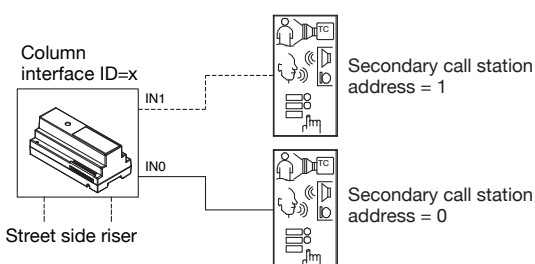 Column
interface ID=x
IN1
IN0
Street side riser
TC
Secondary call station
address = 1
TC
Secondary call station
address = 0